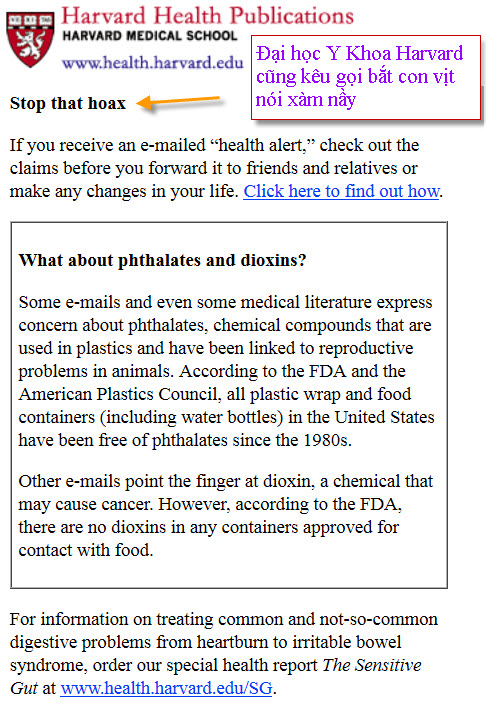 Harvard Health Publications
HARVARD MEDICAL SCHOOL
www.health.harvard.edu
Đại học Y Khoa Harvard
cũng kêu gọi bắt con vịt
nói xàm nầy
Stop that hoax
If you receive an e-mailed “health alert,” check out the
claims before you forward it to friends and relatives or
make any changes in your life. Click here to find out how.
What about phthalates and dioxins?
Some e-mails and even some medical literature express
concern about phthalates, chemical compounds that are
used in plastics and have been linked to reproductive
problems in animals. According to the FDA and the
American Plastics Council, all plastic wrap and food
containers (including water bottles) in the United States
have been free of phthalates since the 1980s.
Other e-mails point the finger at dioxin, a chemical that
may cause cancer. However, according to the FDA,
there are no dioxins in any containers approved for
contact with food.
For information on treating common and not-so-common
digestive problems from heartburn to irritable bowel
syndrome, order our special health report The Sensitive
Gut at www.health.harvard.edu/SG.